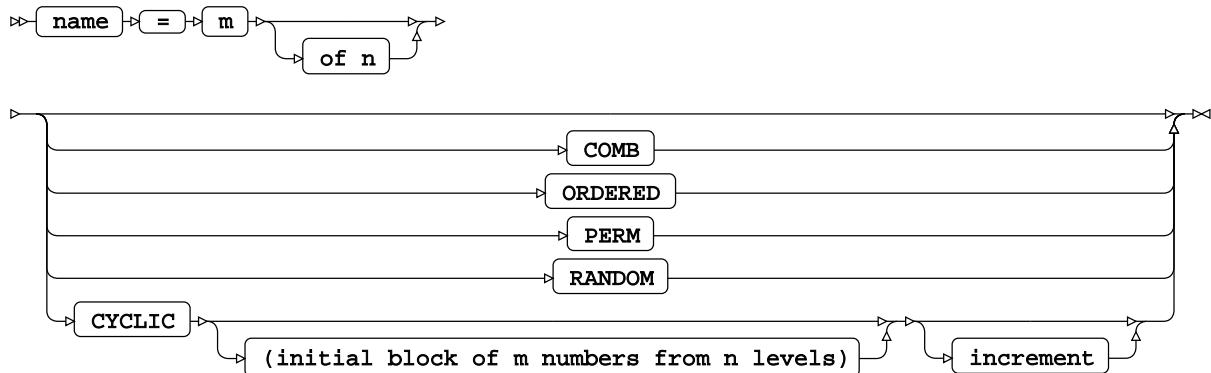 name = m
of n
COMB
ORDERED
PERM
RANDOM
CYCLIC
(initial block of m numbers from n levels) increment